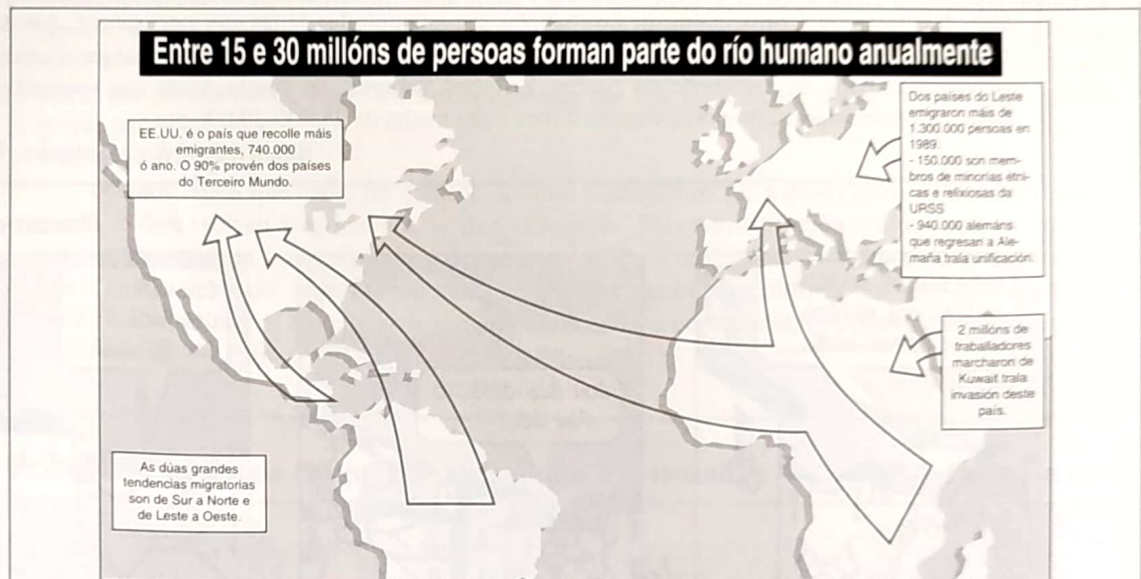 Entre 15 e 30 millóns de persoas forman parte do río humano anualmente
EE.UU. é o país que recolle máis
emigrantes, 740.000
ó ano. O 90% provén dos países
do Terceiro Mundo.
Dos países do Leste
emigraron máis de
1.300.000 persoas en
1989.
- 150.000 son mem-
bros de minorías étni-
cas e relixiosas da
URSS
- 940.000 alemáns
que regresan a Ale-
maña trala unificación.
2 millóns de
traballadores
marcharon de
Kuwait trala
invasión deste
país.
As dúas grandes
tendencias migratorias
son de Sur a Norte e
de Leste a Oeste.